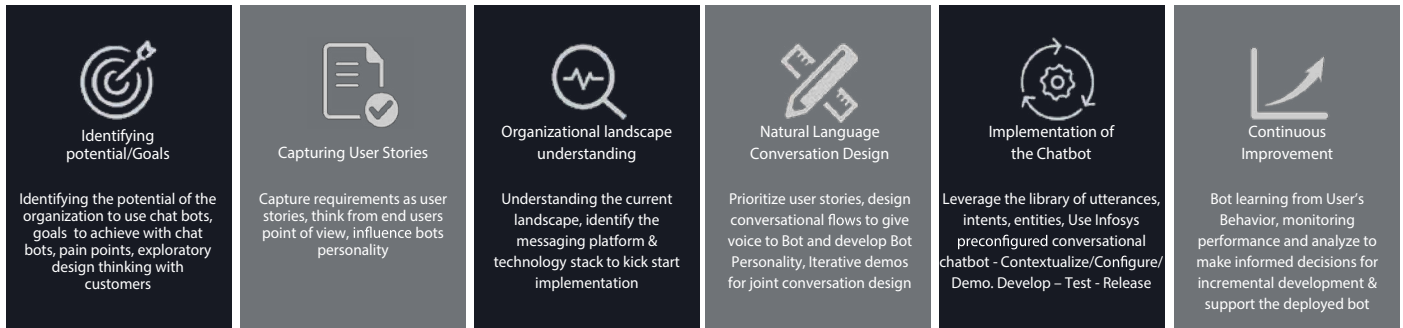 Identifying
potential/Goals
Identifying the potential of the
organization to use chat bots,
goals to achieve with chat
bots, pain points, exploratory
design thinking with
customers
Capturing User Stories
Capture requirements as user
stories, think from end users
point of view, influence bots
personality
Organizational landscape
understanding
Understanding the current
landscape, identify the
messaging platform &
technology stack to kick start
implementation
Natural Language
Conversation Design
Prioritize user stories, design
conversational flows to give
voice to Bot and develop Bot
Personality, Iterative demos
for joint conversation design
Implementation of
the Chatbot
Leverage the library of utterances,
intents, entities, Use Infosys
preconfigured conversational
chatbot - Contextualize/Configure/
Demo. Develop – Test - Release
Continuous
Improvement
Bot learning from User’s
Behavior, monitoring
performance and analyze to
make informed decisions for
incremental development &
support the deployed bot